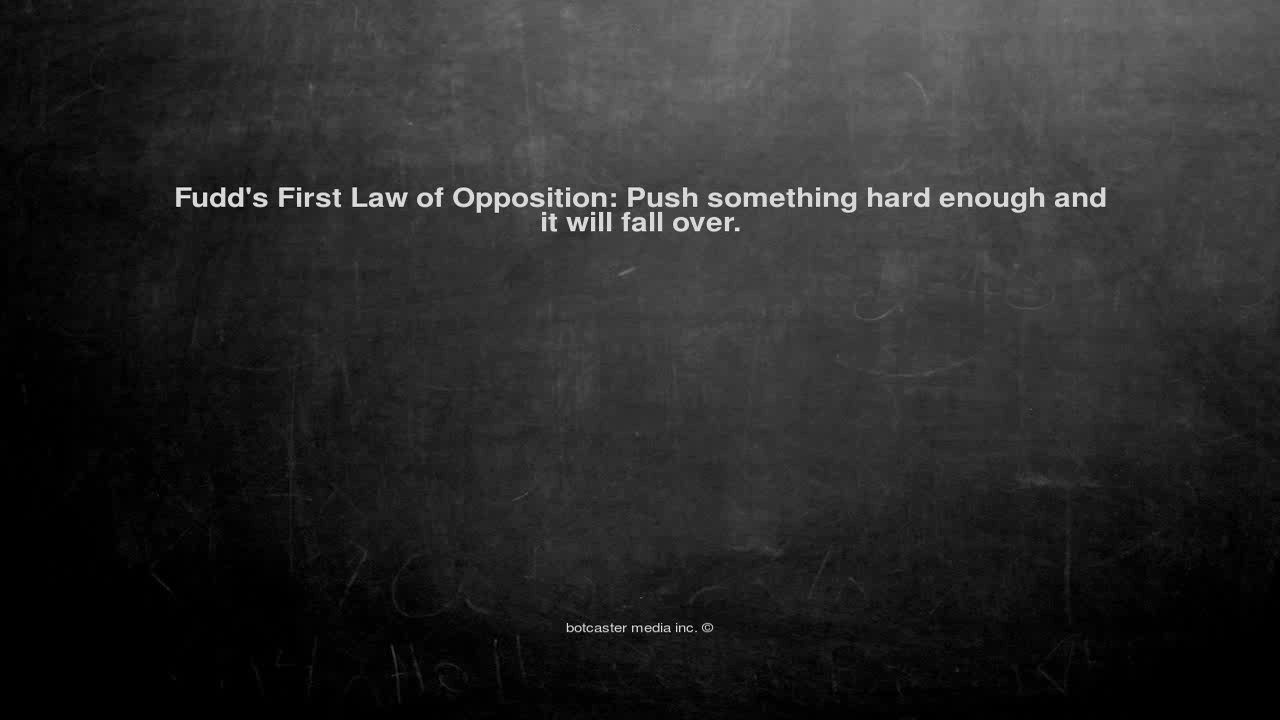 Fudd's First Law of Opposition: Push something hard enough and
it will fall over.
botcaster media inc. ©